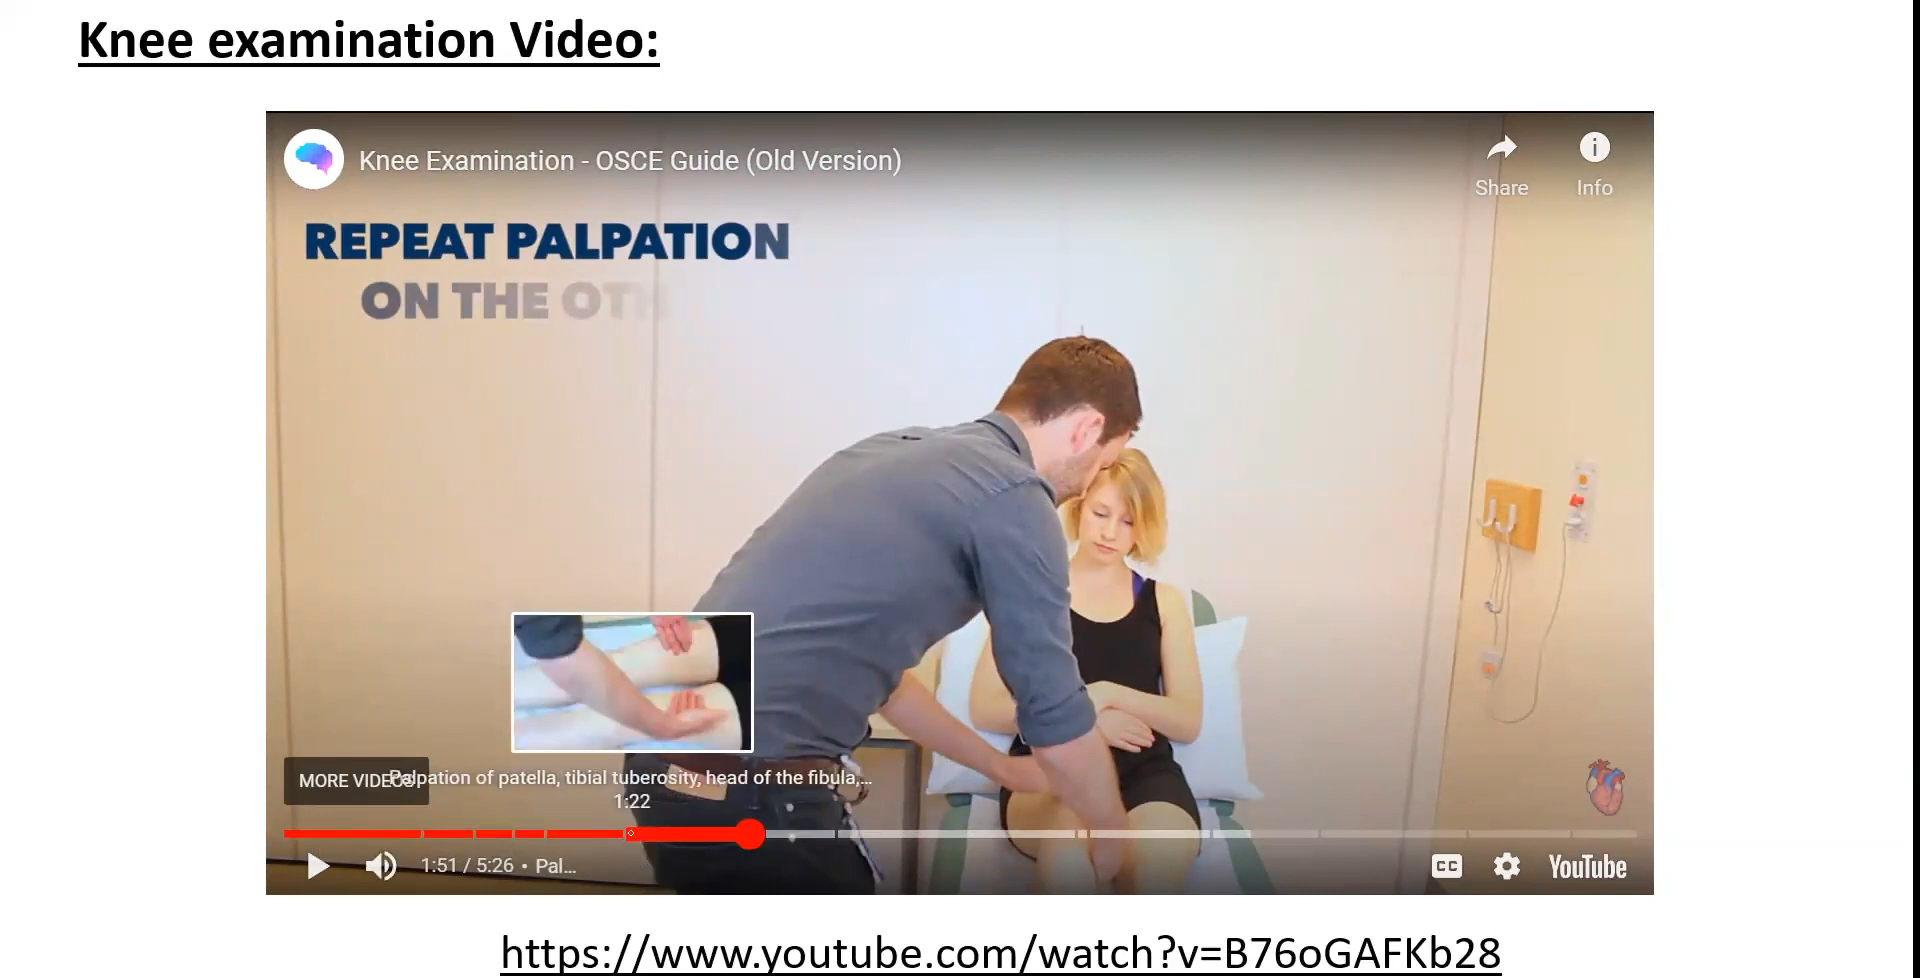 Knee examination Video:
Knee Examination - OSCE Guide (Old Version)
Share
Info
REPEAT PALPATION
ON THE OTH
MORE VIDEOS
Palpation of patella, tibial tuberosity, head of the fibula,...
1:22
1:51 / 5:26 • Pal...
CC
YouTube
https://www.youtube.com/watch?v=B76oGAFKb28